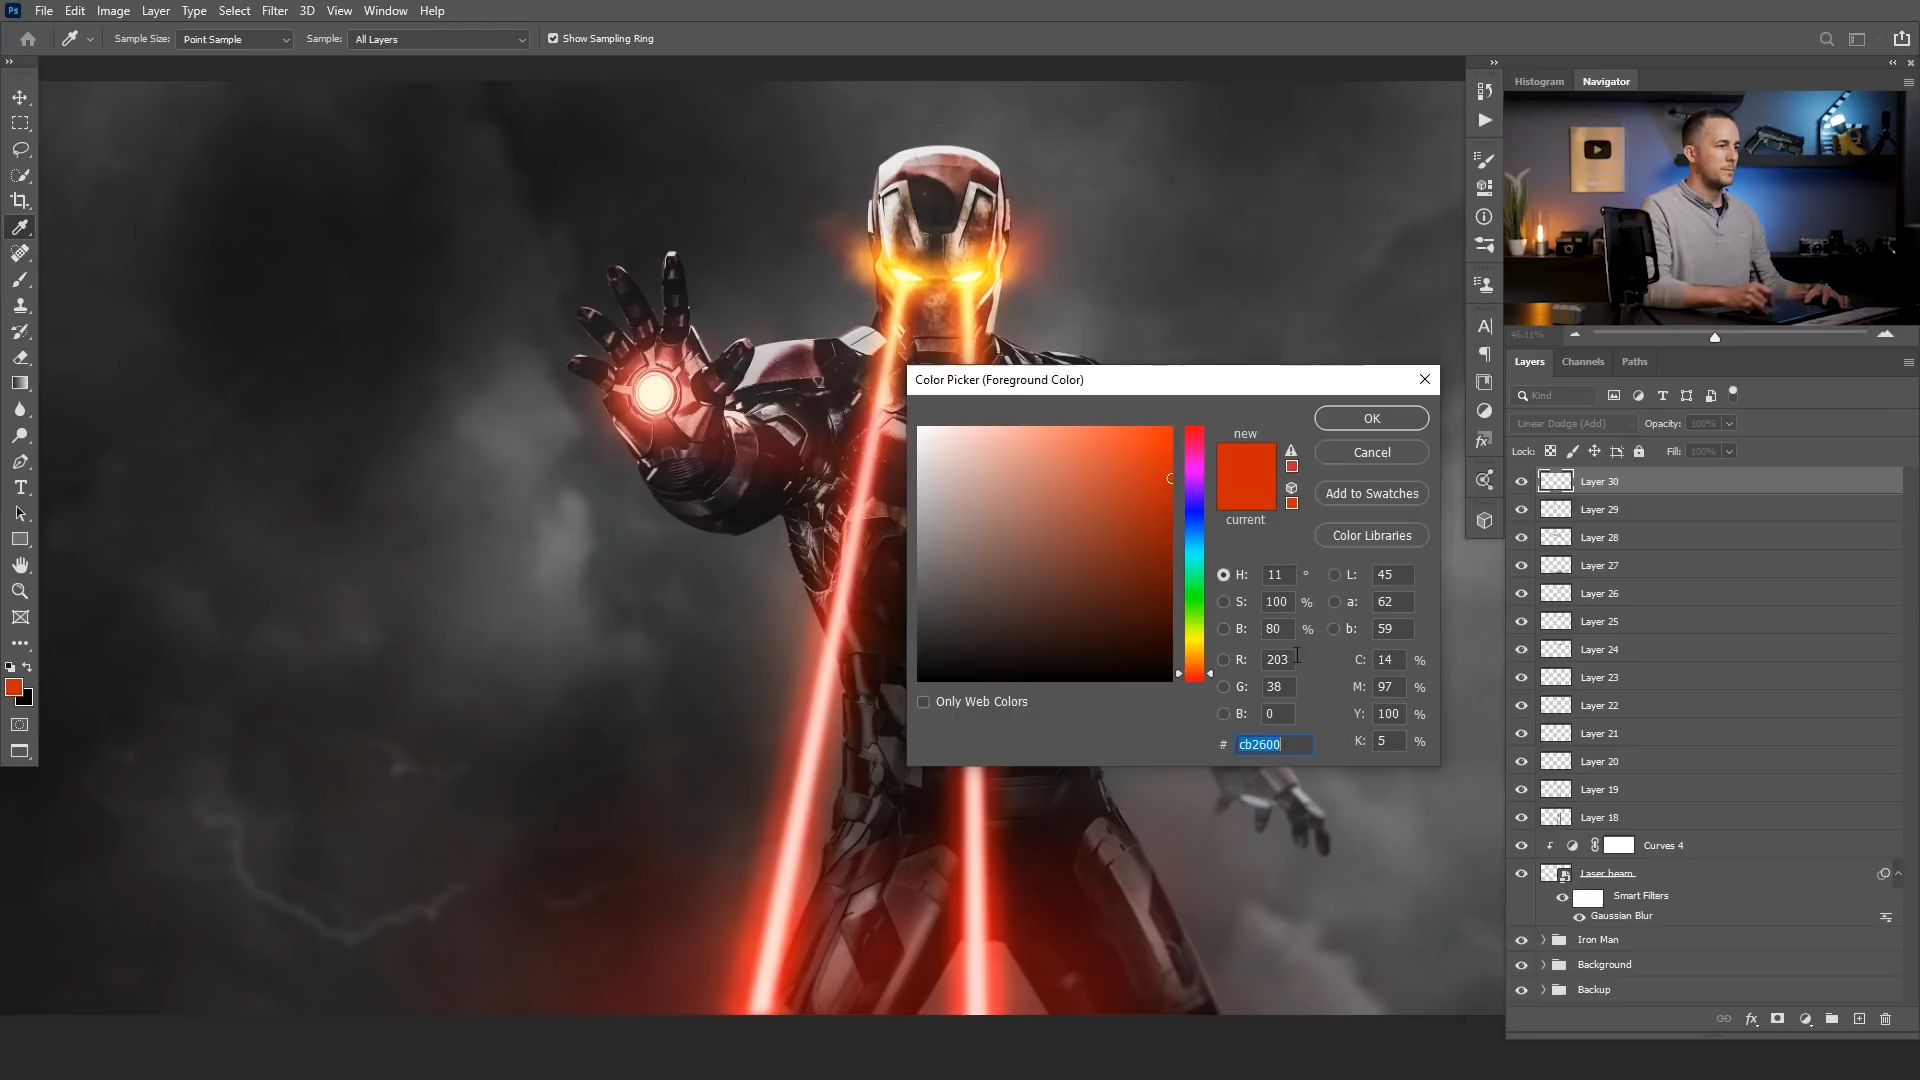 Ps File Edit Image Layer Type Select Filter 3D View Window Help
Sample Size: Point Sample Sample: All Layers Show Sampling Ring
Histogram Navigator
46.11%
Layers Channels Paths
Kind
Linear Dodge (Add) Opacity: 100%
Lock: Fill: 100%
Layer 30
Layer 29
Layer 28
Layer 27
Layer 26
Layer 25
Layer 24
Layer 23
Layer 22
Layer 21
Layer 20
Layer 19
Layer 18
Curves 4
Laser beam
Smart Filters
Gaussian Blur
Iron Man
Background
Backup
Color Picker (Foreground Color)
new
current
OK
Cancel
Add to Swatches
Color Libraries
H: 11 ° L: 45
S: 100 % a: 62
B: 80 % b: 59
R: 203 C: 14 %
G: 38 M: 97 %
B: 0 Y: 100 %
# cb2600 K: 5 %
Only Web Colors